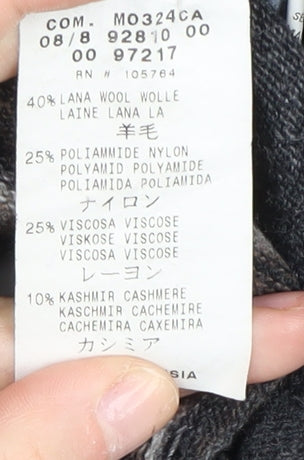 COM. M0324CA
08/8 92810 00
00 97217
RN # 105764
40% LANA WOOL WOLLE
LAINE LANA LA
羊毛
25% POLIAMMIDE NYLON
POLYAMID POLYAMIDE
POLIAMIDA POLIAMIDA
ナイロン
25% VISCOSA VISCOSE
VISKOSE VISCOSE
VISCOSA VISCOSE
レーヨン
10% KASHMIR CASHMERE
KASCHMIR CACHEMIRE
CACHEMIRA CAXEMIRA
カシミア